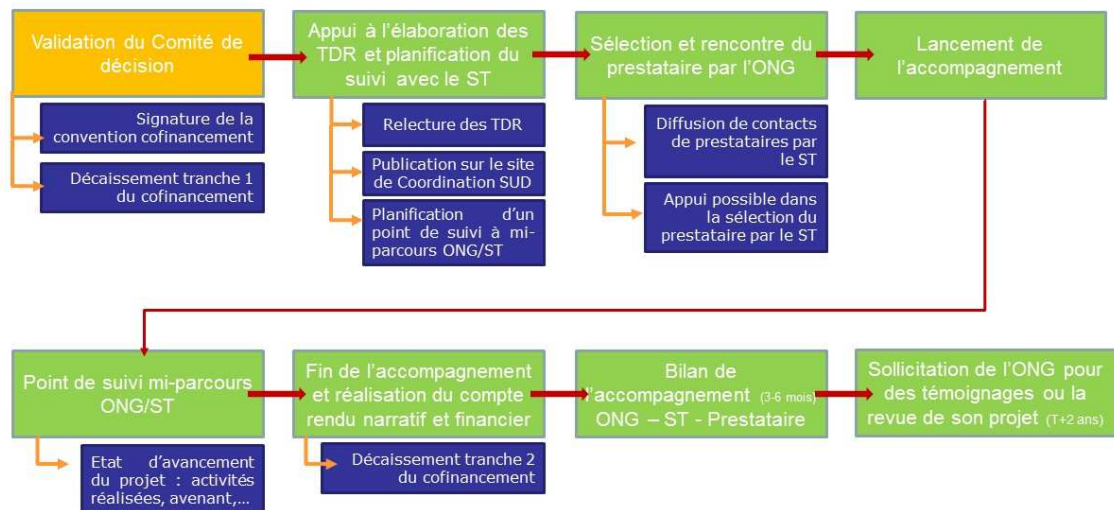 Validation du Comité de
décision
Signature de la
convention cofinancement
Décaissement tranche 1
du cofinancement
Appui à l'élaboration des
TDR et planification du
suivi avec le ST
Relecture des TDR
Publication sur le site
de Coordination SUD
Planification d'un
point de suivi à mi-
parcours ONG/ST
Sélection et rencontre du
prestataire par l'ONG
Diffusion de contacts
de prestataires par
le ST
Appui possible dans
la sélection du
prestataire par le ST
Lancement de
l'accompagnement
Point de suivi mi-parcours
ONG/ST
Etat d'avancement
du projet : activités
réalisées, avenant,...
Fin de l'accompagnement
et réalisation du compte
rendu narratif et financier
Décaissement tranche 2
du cofinancement
Bilan de
l'accompagnement (3-6 mois)
ONG – ST - Prestataire
Sollicitation de l'ONG pour
des témoignages ou la
revue de son projet (T+2 ans)